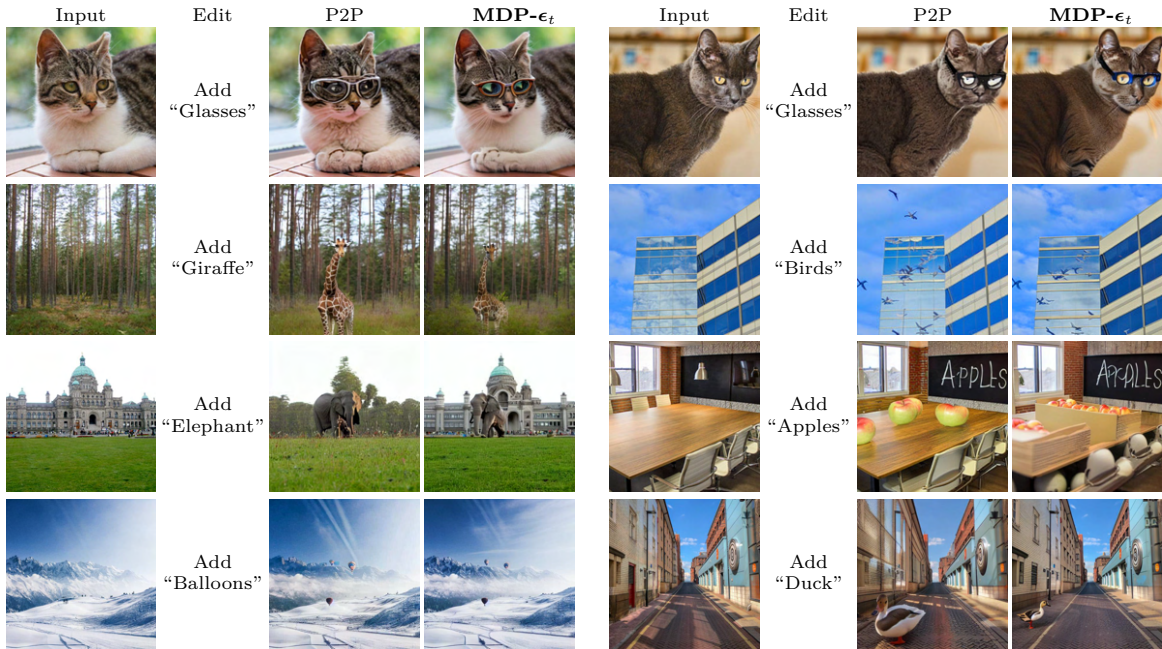 Input Edit P2P MDP-ϵₜ Input Edit P2P MDP-ϵₜ
Add
“Glasses”
Add
“Glasses”
Add
“Giraffe”
Add
“Birds”
Add
“Elephant”
Add
“Apples”
APPLES
Add
“Balloons”
Add
“Duck”